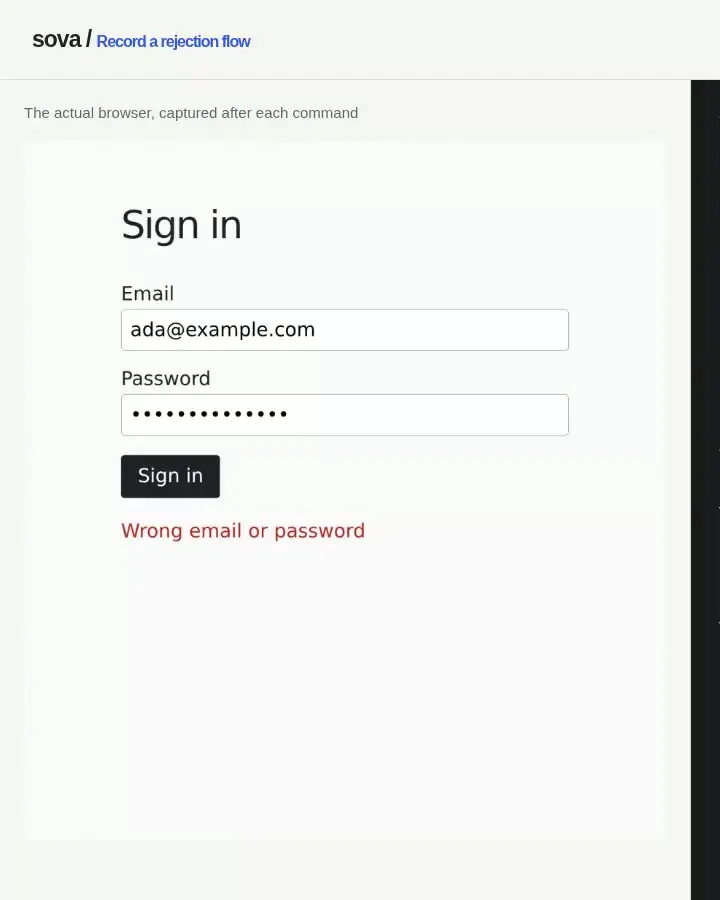 sova / Record a rejection flow
The actual browser, captured after each command
Sign in
Email
ada@example.com
Password
••••••••••••••
Sign in
Wrong email or password